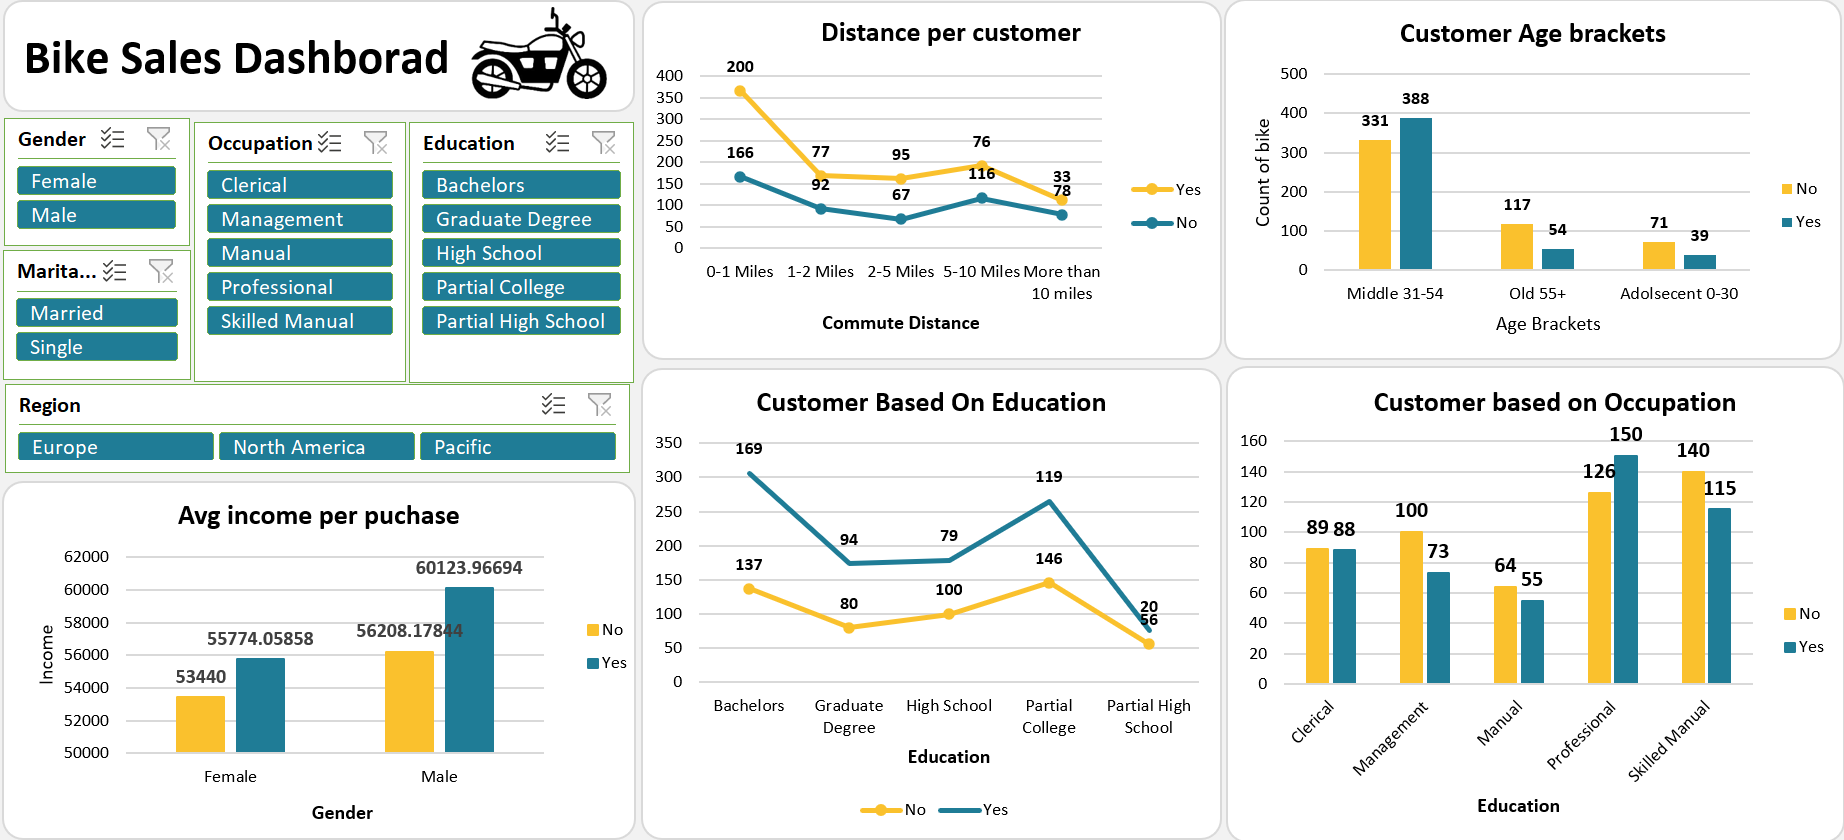 Bike Sales Dashborad
Gender
Female
Male
Occupation
Clerical
Management
Manual
Professional
Skilled Manual
Education
Bachelors
Graduate Degree
High School
Partial College
Partial High School
Marita...
Married
Single
Region
Europe North America Pacific
Avg income per puchase
62000
60000
58000
56000
54000
52000
50000
Income
53440
55774.05858
56208.17844
60123.96694
Female Male
Gender
No
Yes
Distance per customer
400
350
300
250
200
150
100
50
0
200
77
95
76
33
166
92
67
116
78
0-1 Miles 1-2 Miles 2-5 Miles 5-10 Miles More than
10 miles
Commute Distance
Yes
No
Customer Age brackets
500
400
300
200
100
0
Count of bike
331 388
117 54
71 39
Middle 31-54 Old 55+ Adolsecent 0-30
Age Brackets
No
Yes
Customer Based On Education
350
300
250
200
150
100
50
0
169
94
79
119
20
137
80
100
146
56
Bachelors Graduate High School Partial Partial High
Degree College School
Education
No Yes
Customer based on Occupation
160
140
120
100
80
60
40
20
0
89 88
100 73
64 55
126 150
140 115
Clerical
Management
Manual
Professional
Skilled Manual
Education
No
Yes